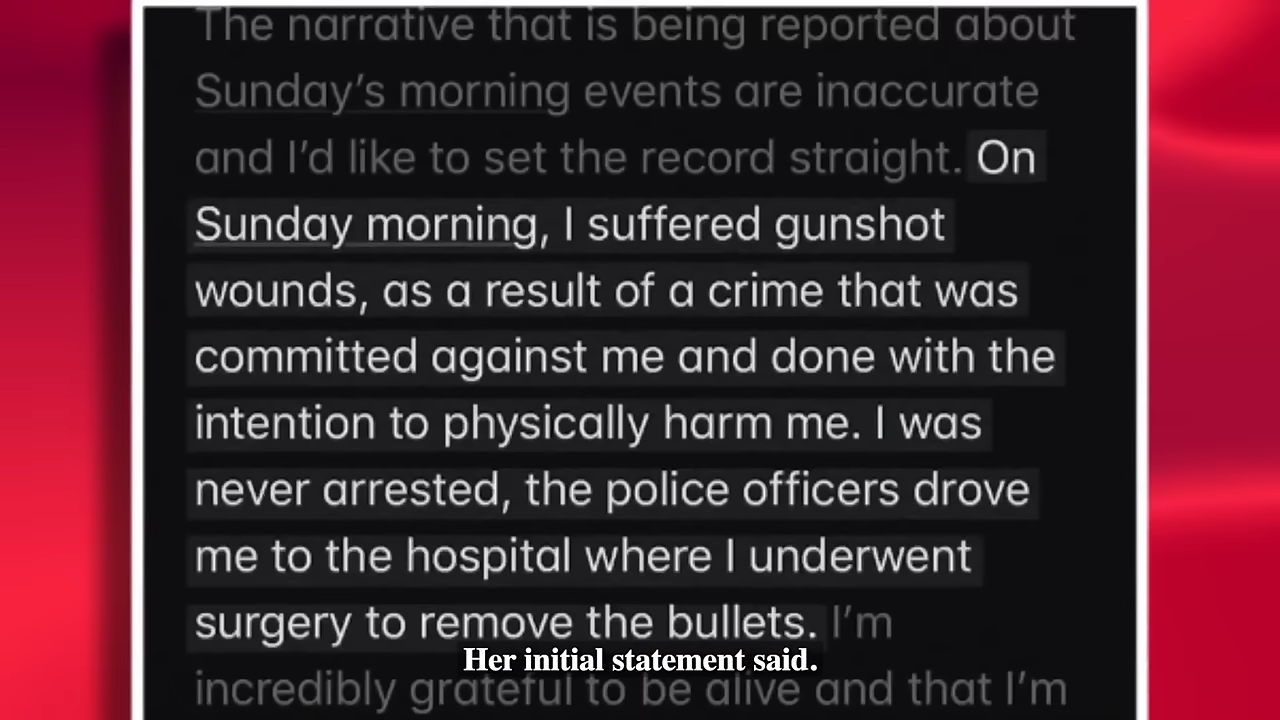 The narrative that is being reported about
Sunday's morning events are inaccurate
and I'd like to set the record straight. On
Sunday morning, I suffered gunshot
wounds, as a result of a crime that was
committed against me and done with the
intention to physically harm me. I was
never arrested, the police officers drove
me to the hospital where I underwent
surgery to remove the bullets. I'm
Her initial statement said.
incredibly grateful to be alive and that I'm